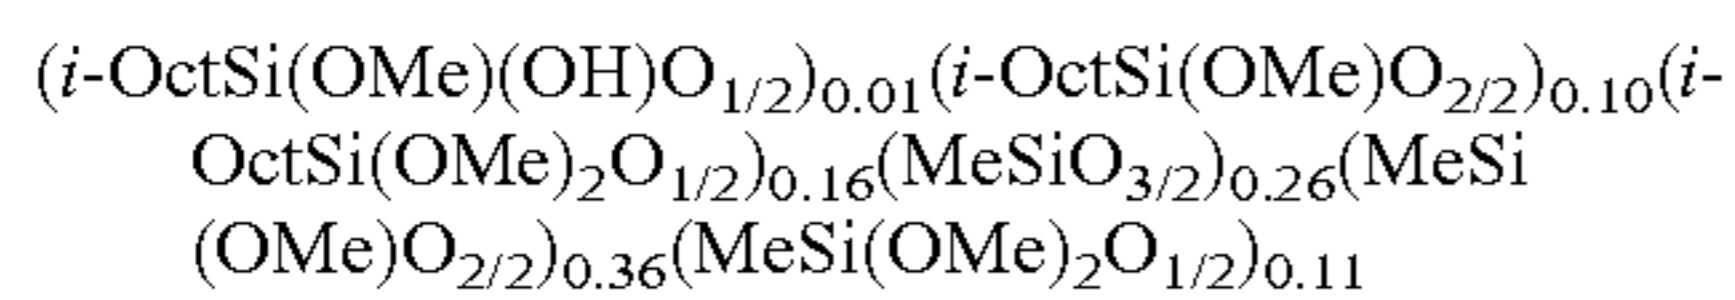 (i-OctSi(OMe)(OH)O1/2)0.01(i-OctSi(OMe)O2/2)0.10(i-
OctSi(OMe)2O1/2)0.16(MeSiO3/2)0.26(MeSi
(OMe)O2/2)0.36(MeSi(OMe)2O1/2)0.11